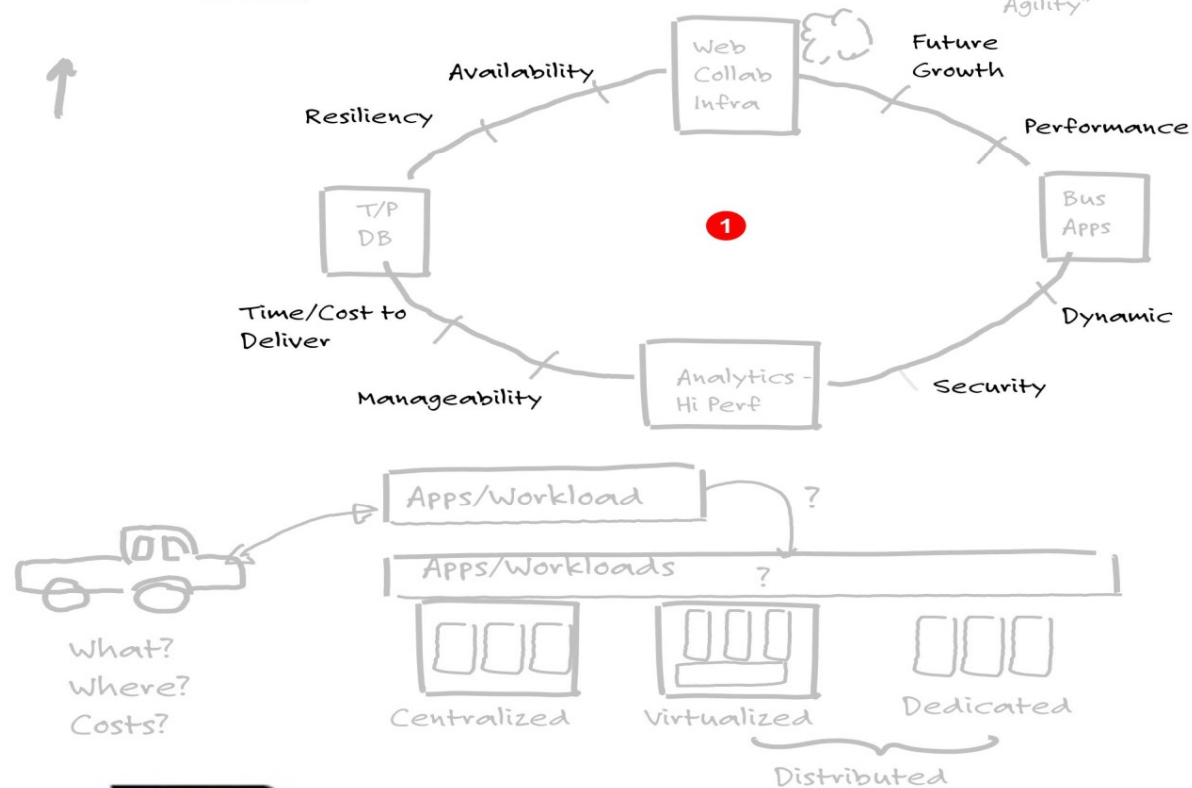 Agility"
Web
Collab
Infra
Future
Growth
Availability
Resiliency
Performance
T/P
DB
1
Bus
Apps
Time/Cost to
Deliver
Dynamic
Analytics -
Hi Perf
Manageability
Security
Apps/Workload
?
Apps/Workloads
?
What?
Where?
Costs?
Centralized
Virtualized
Dedicated
Distributed